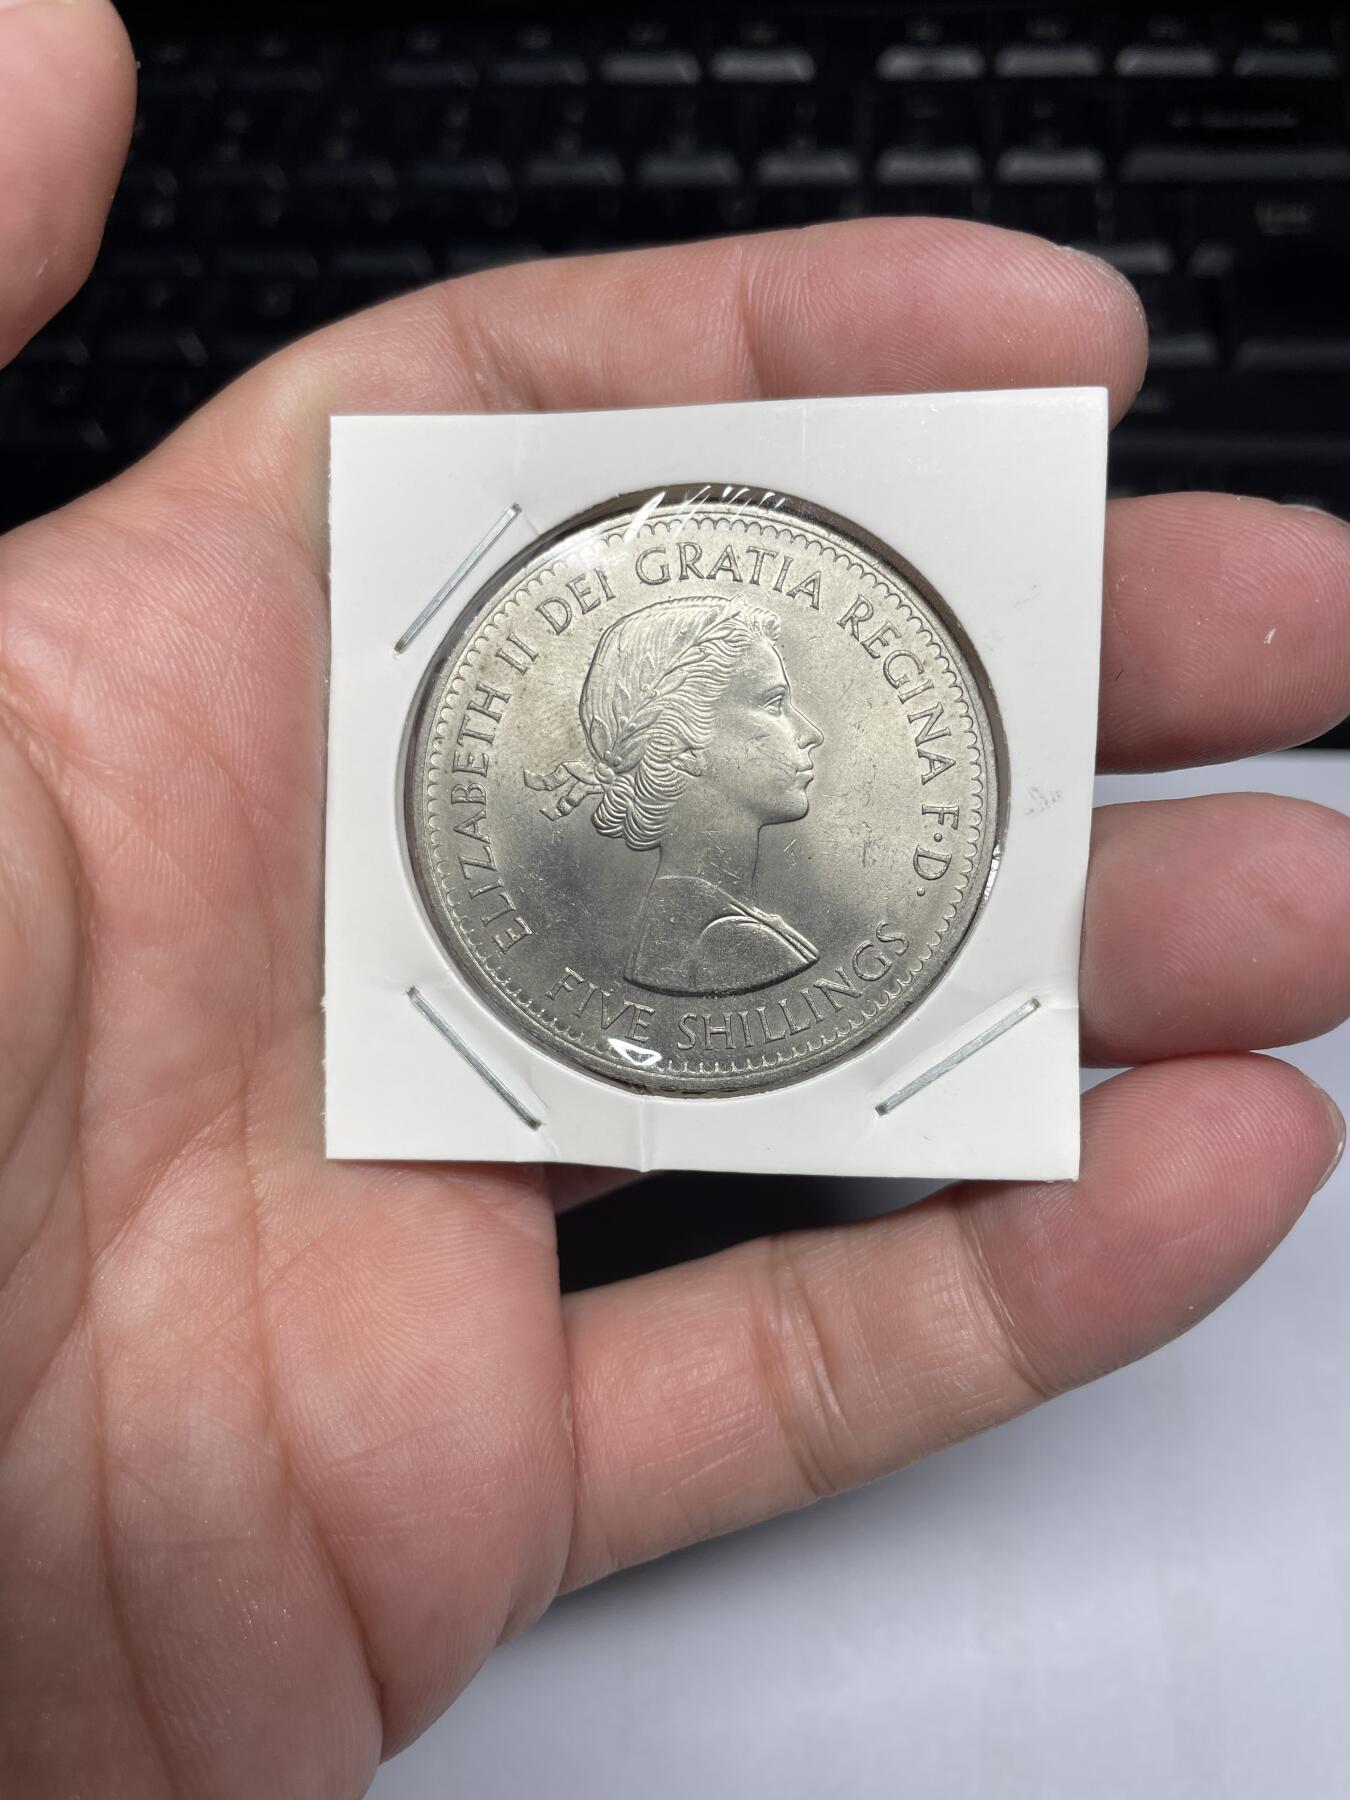 ELIZABETH II DEI GRATIA REGINA F·D·
FIVE SHILLINGS